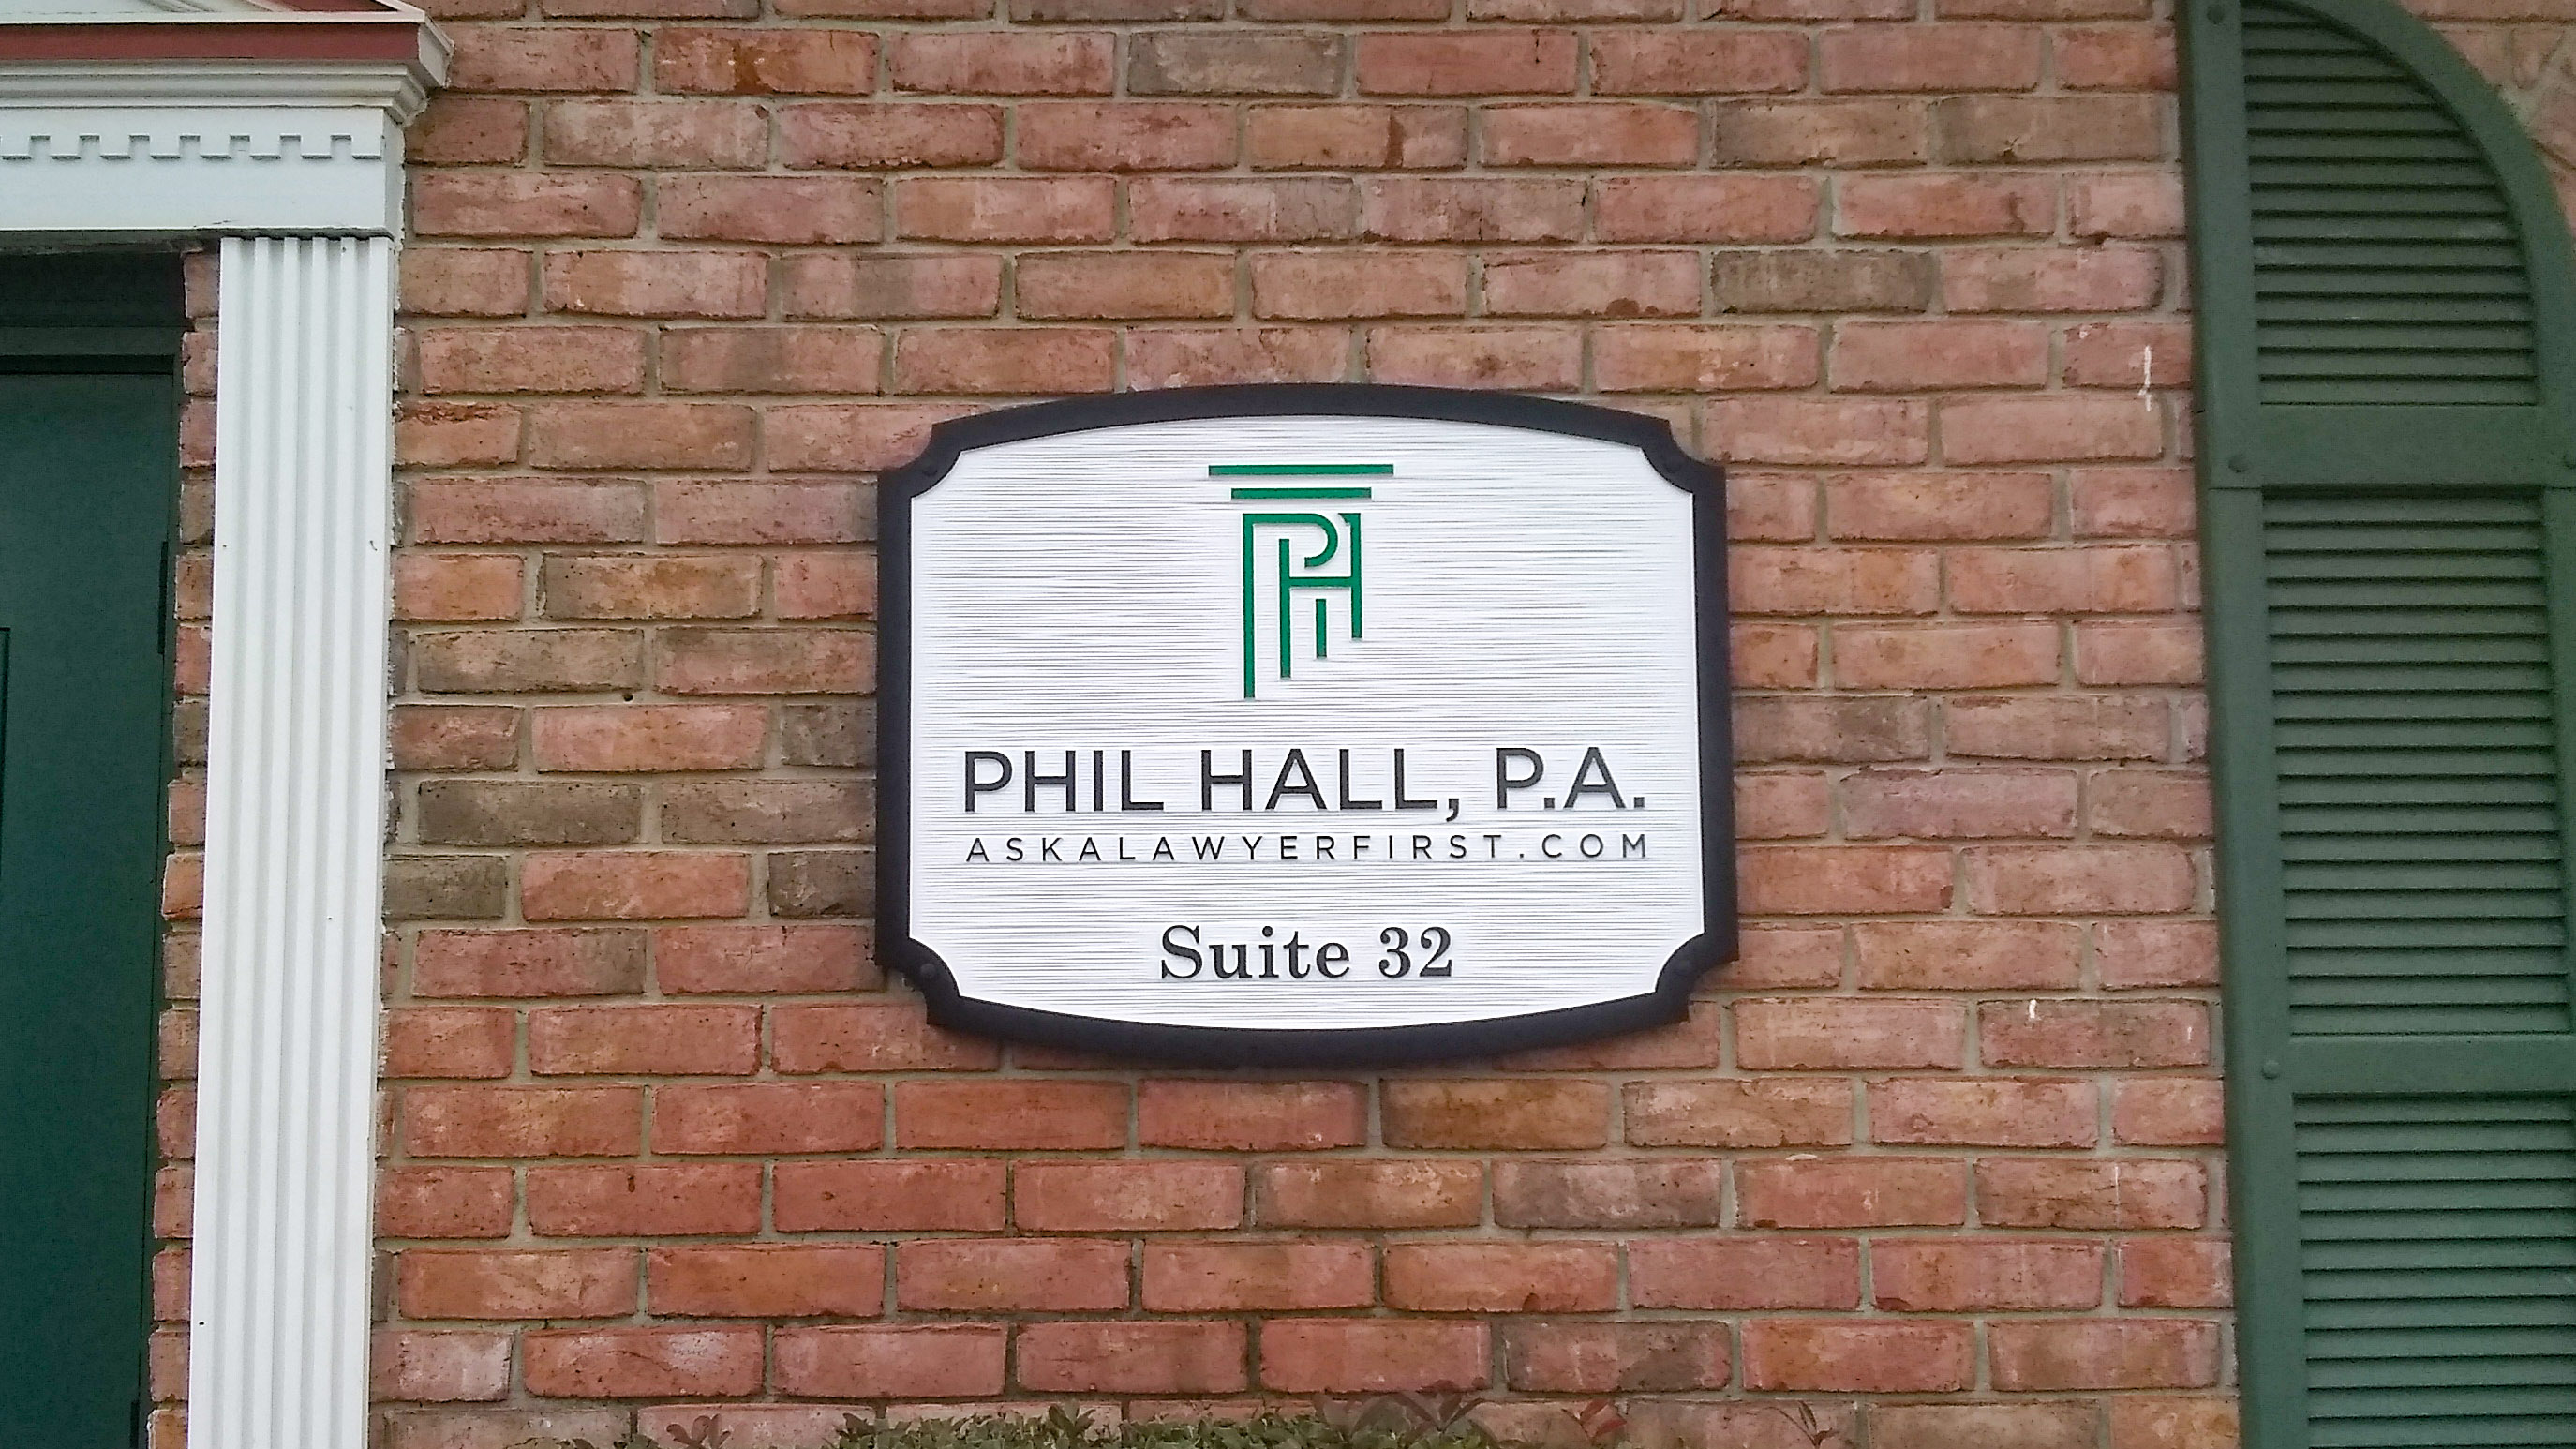 PHIL HALL, P.A.
ASKALAWYERFIRST.COM
Suite 32